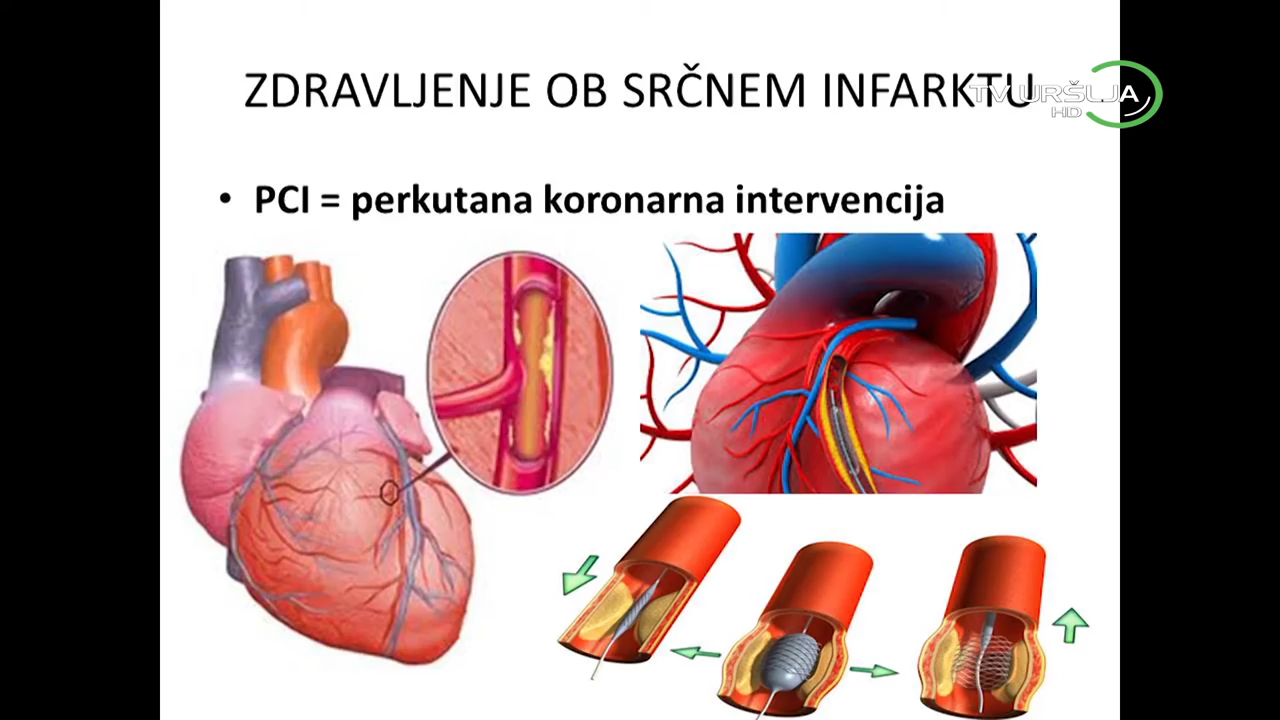 ZDRAVLJENJE OB SRČNEM INFARKTU
TV URŠLJA
HD
• PCI = perkutana koronarna intervencija